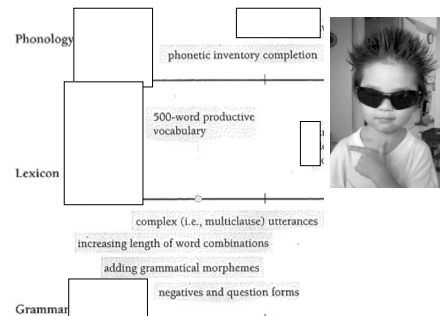 Phonology
phonetic inventory completion
500-word productive
vocabulary
Lexicon
complex (i.e., multiclause) utterances
increasing length of word combinations
adding grammatical morphemes
negatives and question forms
Grammar